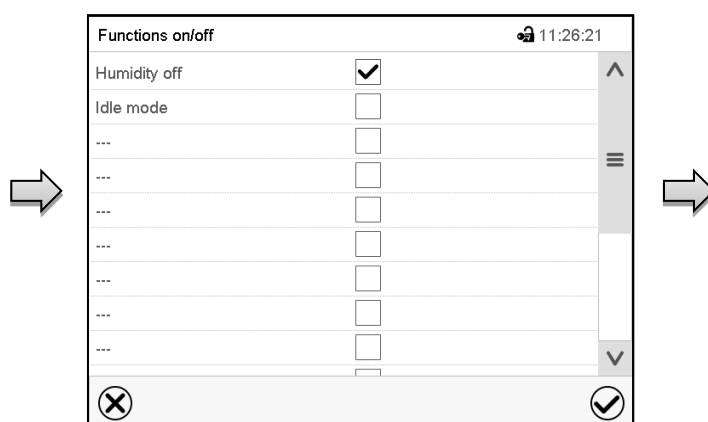 Functions on/off 11:26:21
Humidity off
Idle mode
---
---
---
---
---
---
---